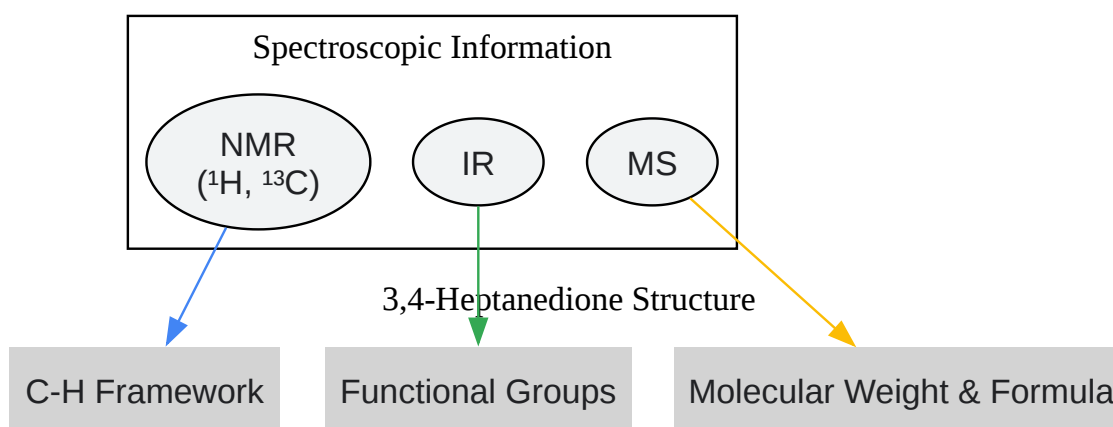 Spectroscopic Information
NMR
(¹H, ¹³C)
IR
MS
3,4-Heptanedione Structure
C-H Framework
Functional Groups
Molecular Weight & Formula